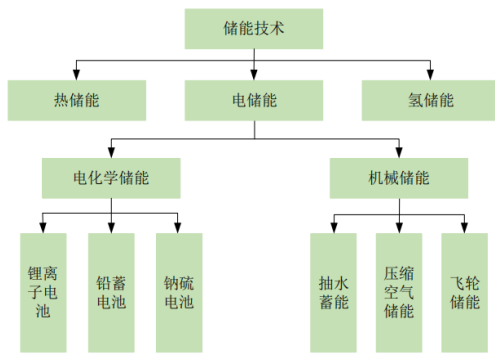 储能技术
热储能
电储能
氢储能
电化学储能
机械储能
锂离
子电
池
铅蓄
电池
钠硫
电池
抽水
蓄能
压缩
空气
储能
飞轮
储能